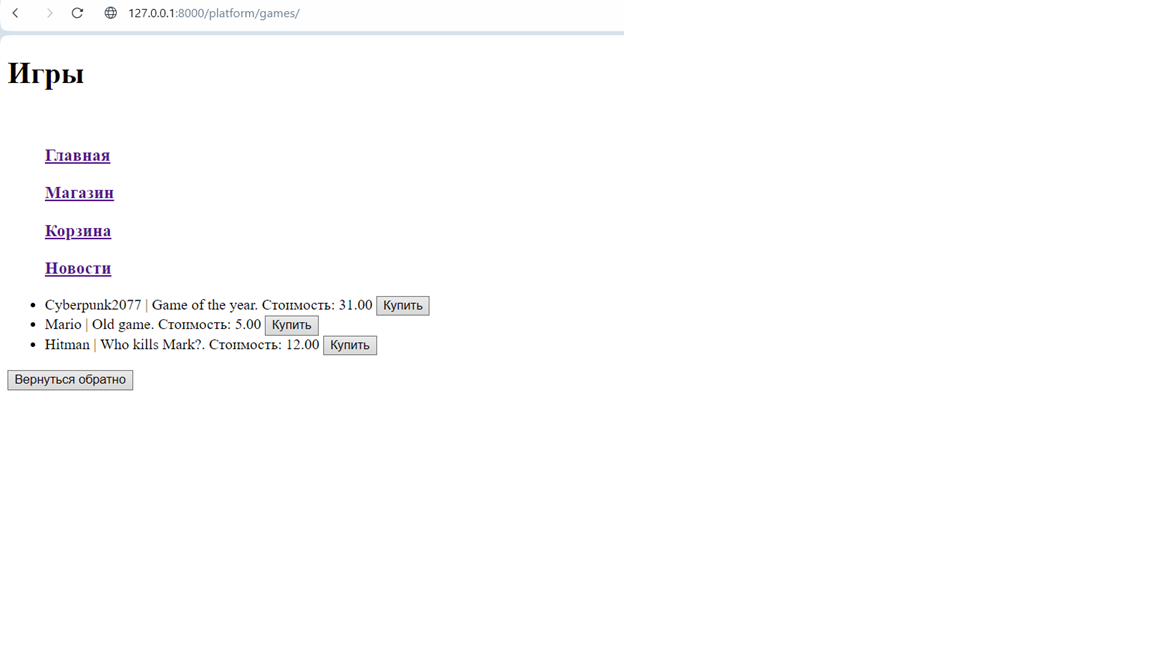 127.0.0.1:8000/platform/games/
Игры
Главная
Магазин
Корзина
Новости
Cyberpunk2077 | Game of the year. Стоимость: 31.00 Купить
Mario | Old game. Стоимость: 5.00 Купить
Hitman | Who kills Mark?. Стоимость: 12.00 Купить
Вернуться обратно